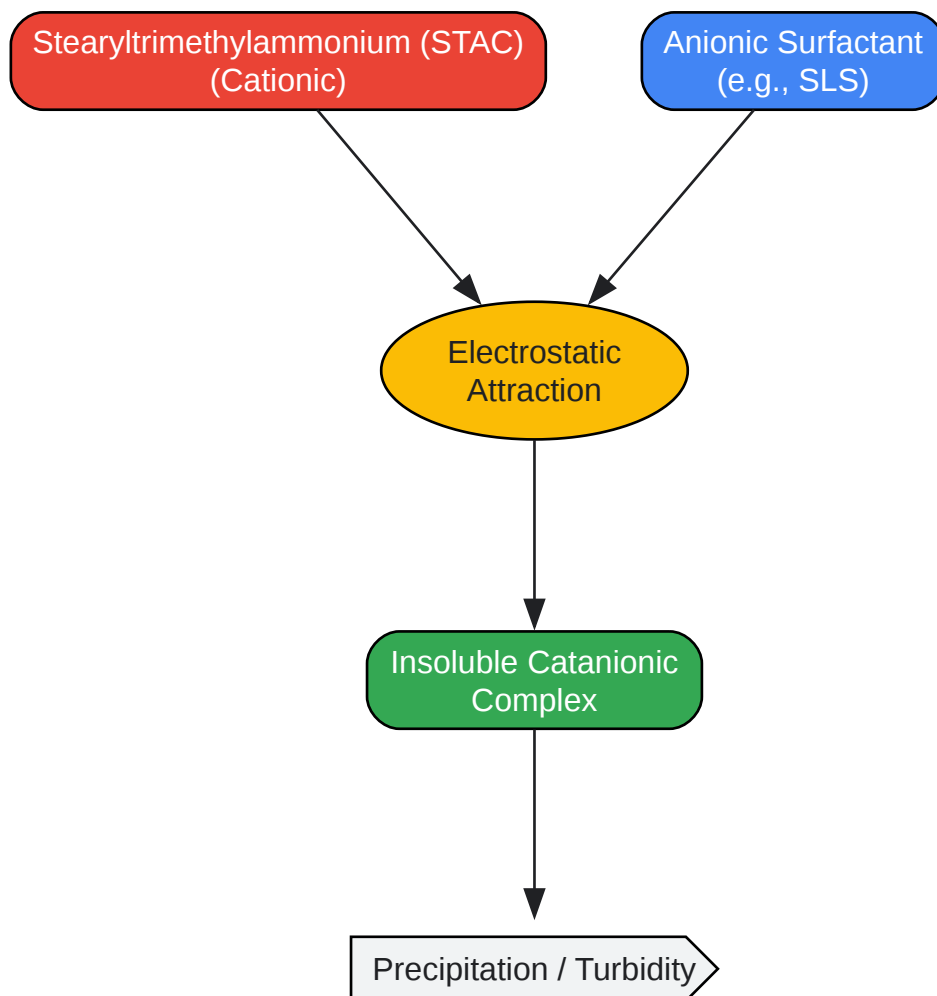 Stearyltrimethylammonium (STAC)
(Cationic)
Anionic Surfactant
(e.g., SLS)
Electrostatic
Attraction
Insoluble Catanionic
Complex
Precipitation / Turbidity